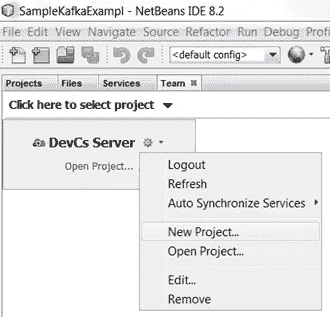 SampleKafkaExampl - NetBeans IDE 8.2
File Edit View Navigate Source Refactor Run Debug Profi
<default config>
Projects Files Services Team
Click here to select project
DevCs Server
Open Project...
Logout
Refresh
Auto Synchronize Services
New Project...
Open Project...
Edit...
Remove